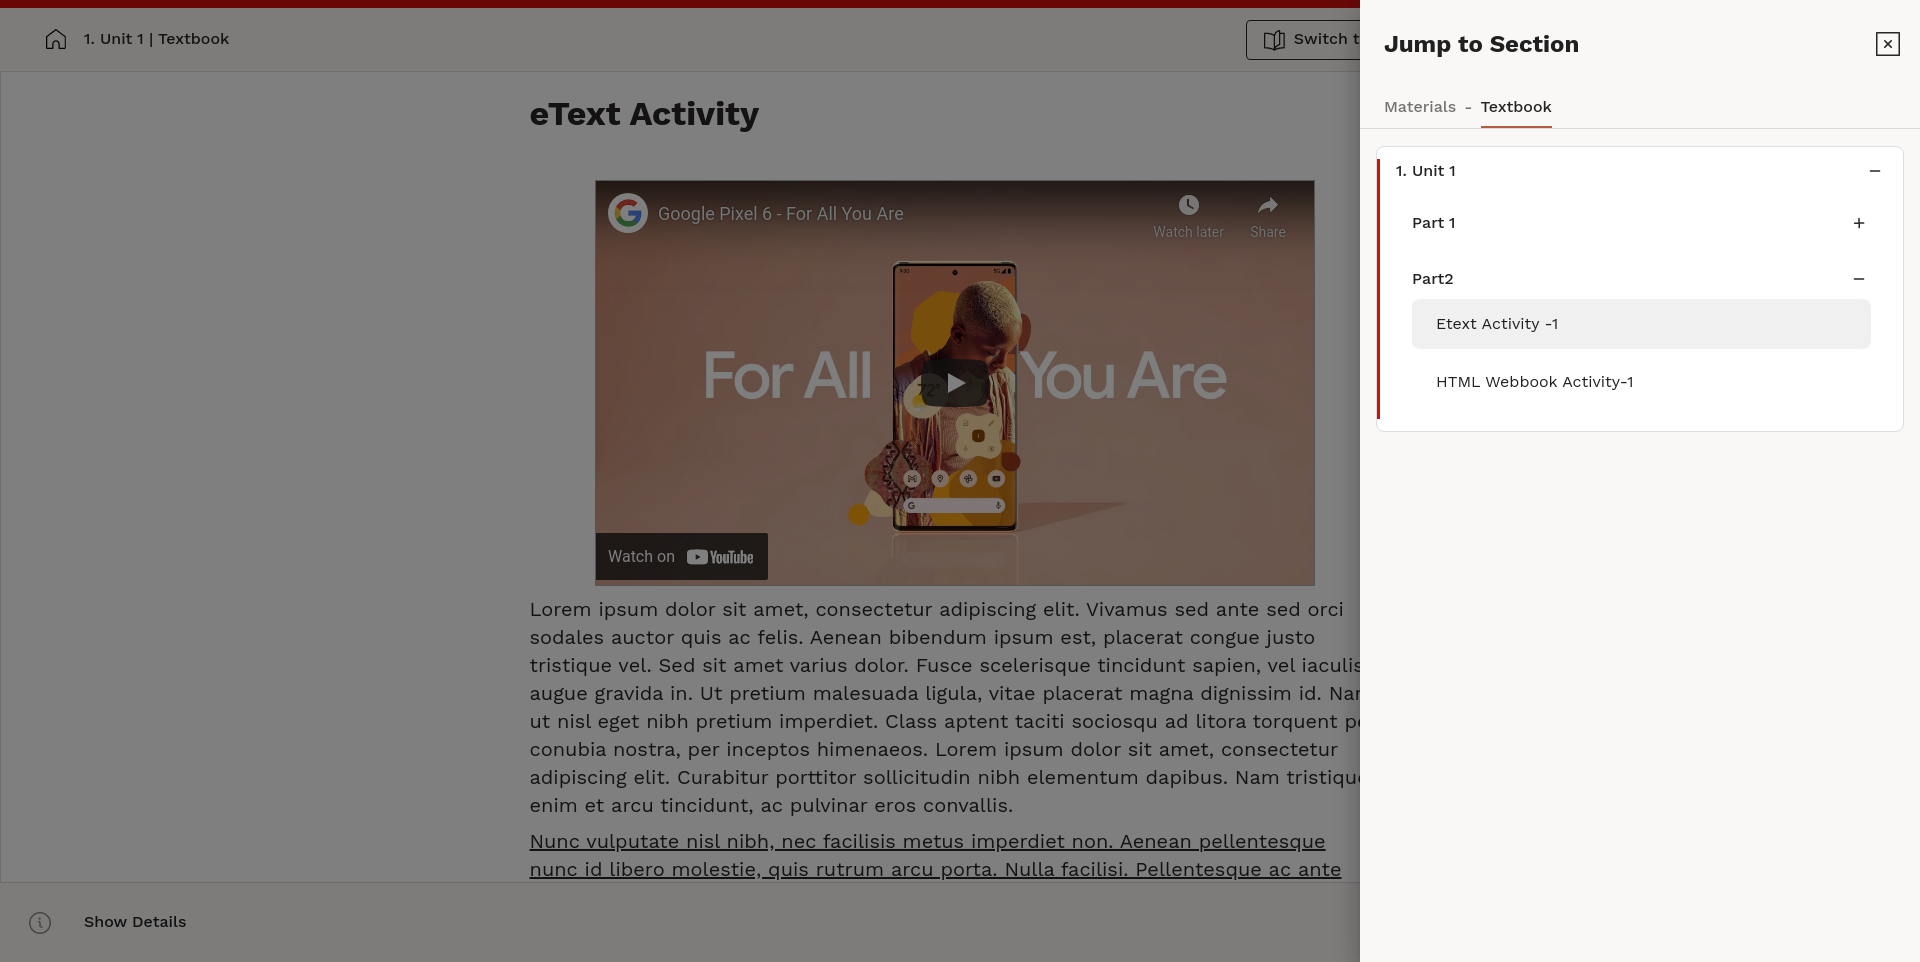 1. Unit 1 | Textbook
Switch t
eText Activity
Google Pixel 6 - For All You Are
Watch later
Share
For All You Are
72°
Watch on YouTube
Lorem ipsum dolor sit amet, consectetur adipiscing elit. Vivamus sed ante sed orci
sodales auctor quis ac felis. Aenean bibendum ipsum est, placerat congue justo
tristique vel. Sed sit amet varius dolor. Fusce scelerisque tincidunt sapien, vel iaculis
augue gravida in. Ut pretium malesuada ligula, vitae placerat magna dignissim id. Nam
ut nisl eget nibh pretium imperdiet. Class aptent taciti sociosqu ad litora torquent pe
conubia nostra, per inceptos himenaeos. Lorem ipsum dolor sit amet, consectetur
adipiscing elit. Curabitur porttitor sollicitudin nibh elementum dapibus. Nam tristique
enim et arcu tincidunt, ac pulvinar eros convallis.
Nunc vulputate nisl nibh, nec facilisis metus imperdiet non. Aenean pellentesque
nunc id libero molestie, quis rutrum arcu porta. Nulla facilisi. Pellentesque ac ante
Show Details
Jump to Section
Materials - Textbook
1. Unit 1
Part 1
Part2
Etext Activity -1
HTML Webbook Activity-1